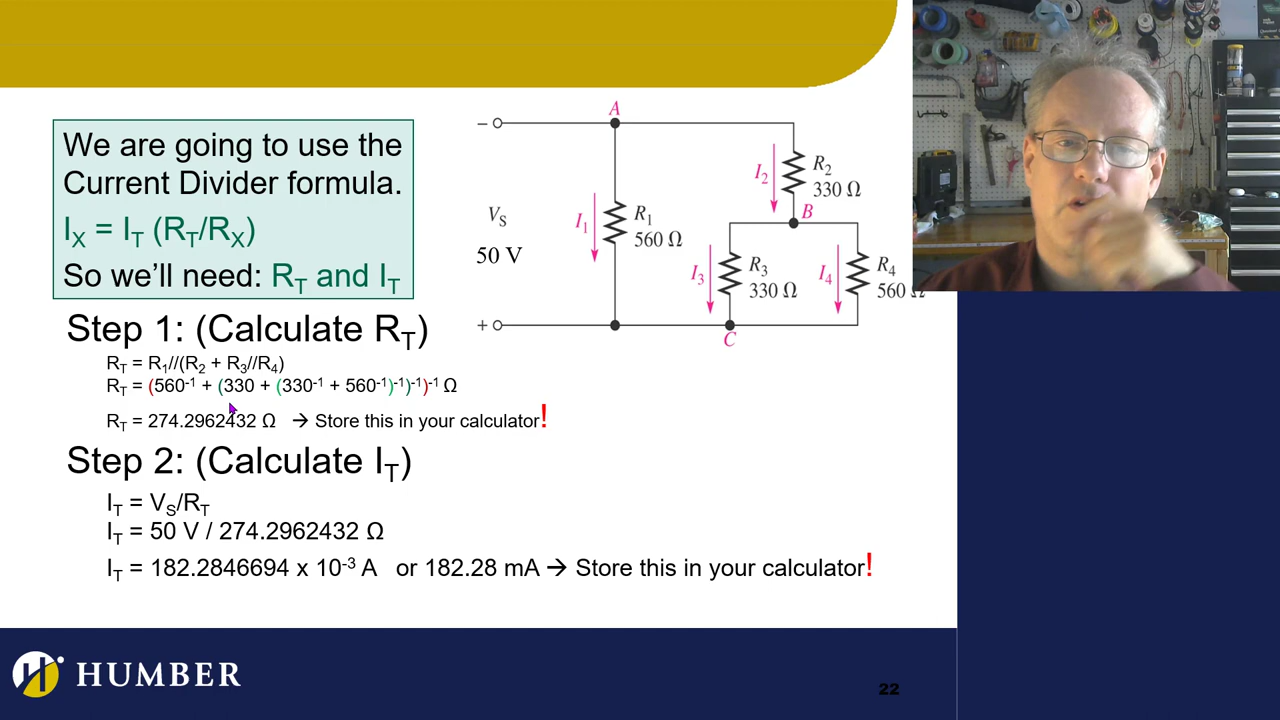 We are going to use the
Current Divider formula.
I_X = I_T (R_T/R_X)
So we'll need: R_T and I_T
A
−
I_2
R_2
330 Ω
V_S
50 V
I_1
R_1
560 Ω
B
I_3
R_3
330 Ω
I_4
R_4
560 Ω
+
C
Step 1: (Calculate R_T)
R_T = R_1//(R_2 + R_3//R_4)
R_T = (560⁻¹ + (330 + (330⁻¹ + 560⁻¹)⁻¹)⁻¹)⁻¹ Ω
R_T = 274.2962432 Ω → Store this in your calculator!
Step 2: (Calculate I_T)
I_T = V_S/R_T
I_T = 50 V / 274.2962432 Ω
I_T = 182.2846694 x 10⁻³ A or 182.28 mA → Store this in your calculator!
HUMBER
22